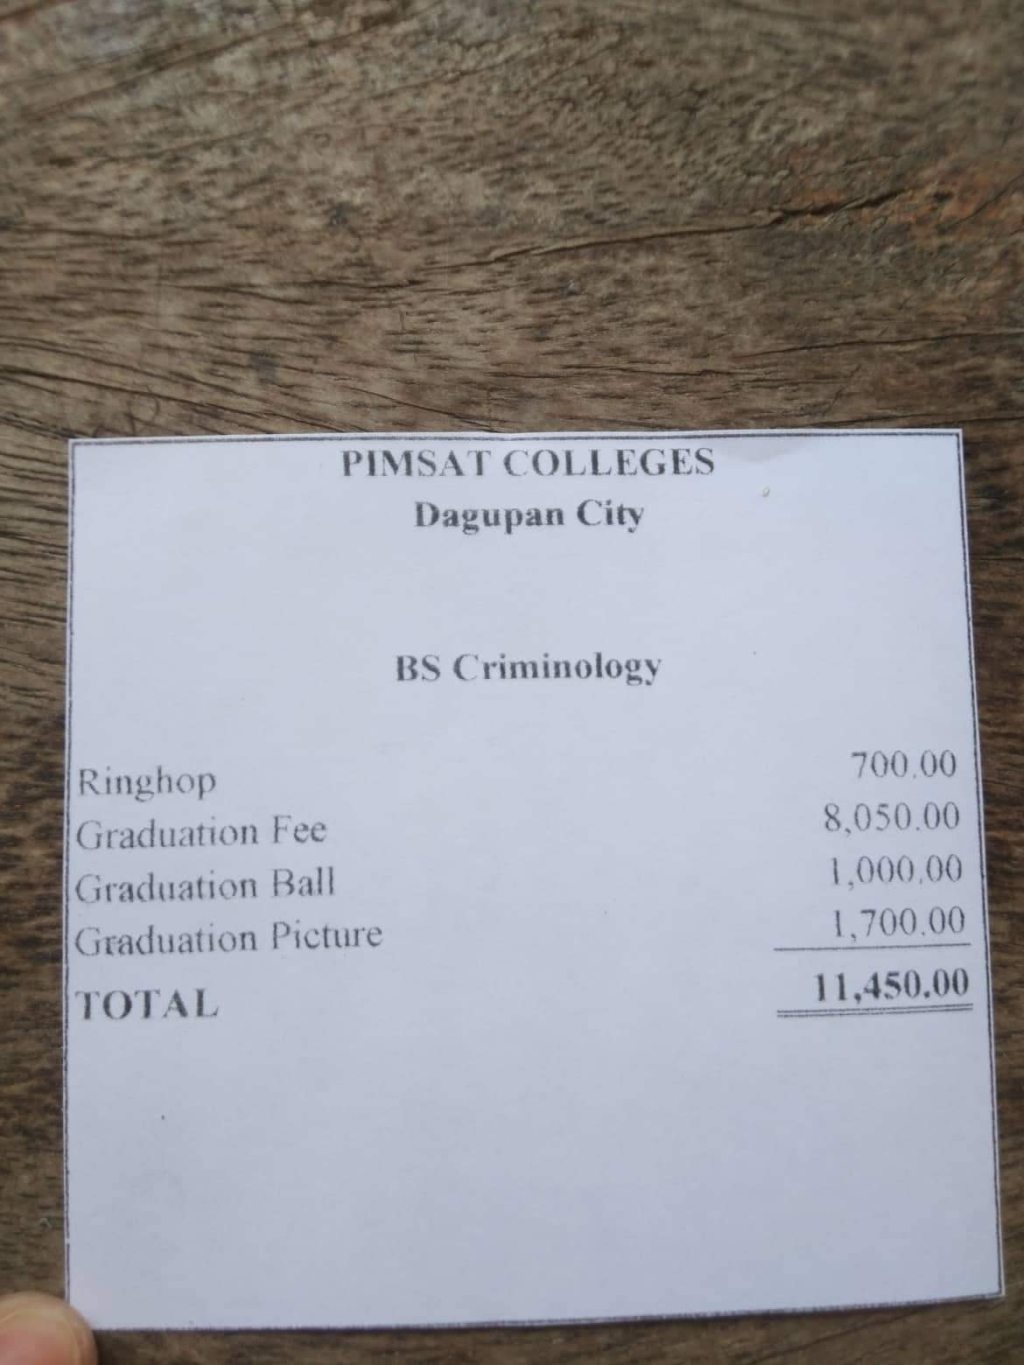 PIMSAT COLLEGES
Dagupan City
BS Criminology
Ringhop 700.00
Graduation Fee 8,050.00
Graduation Ball 1,000.00
Graduation Picture 1,700.00
TOTAL 11,450.00